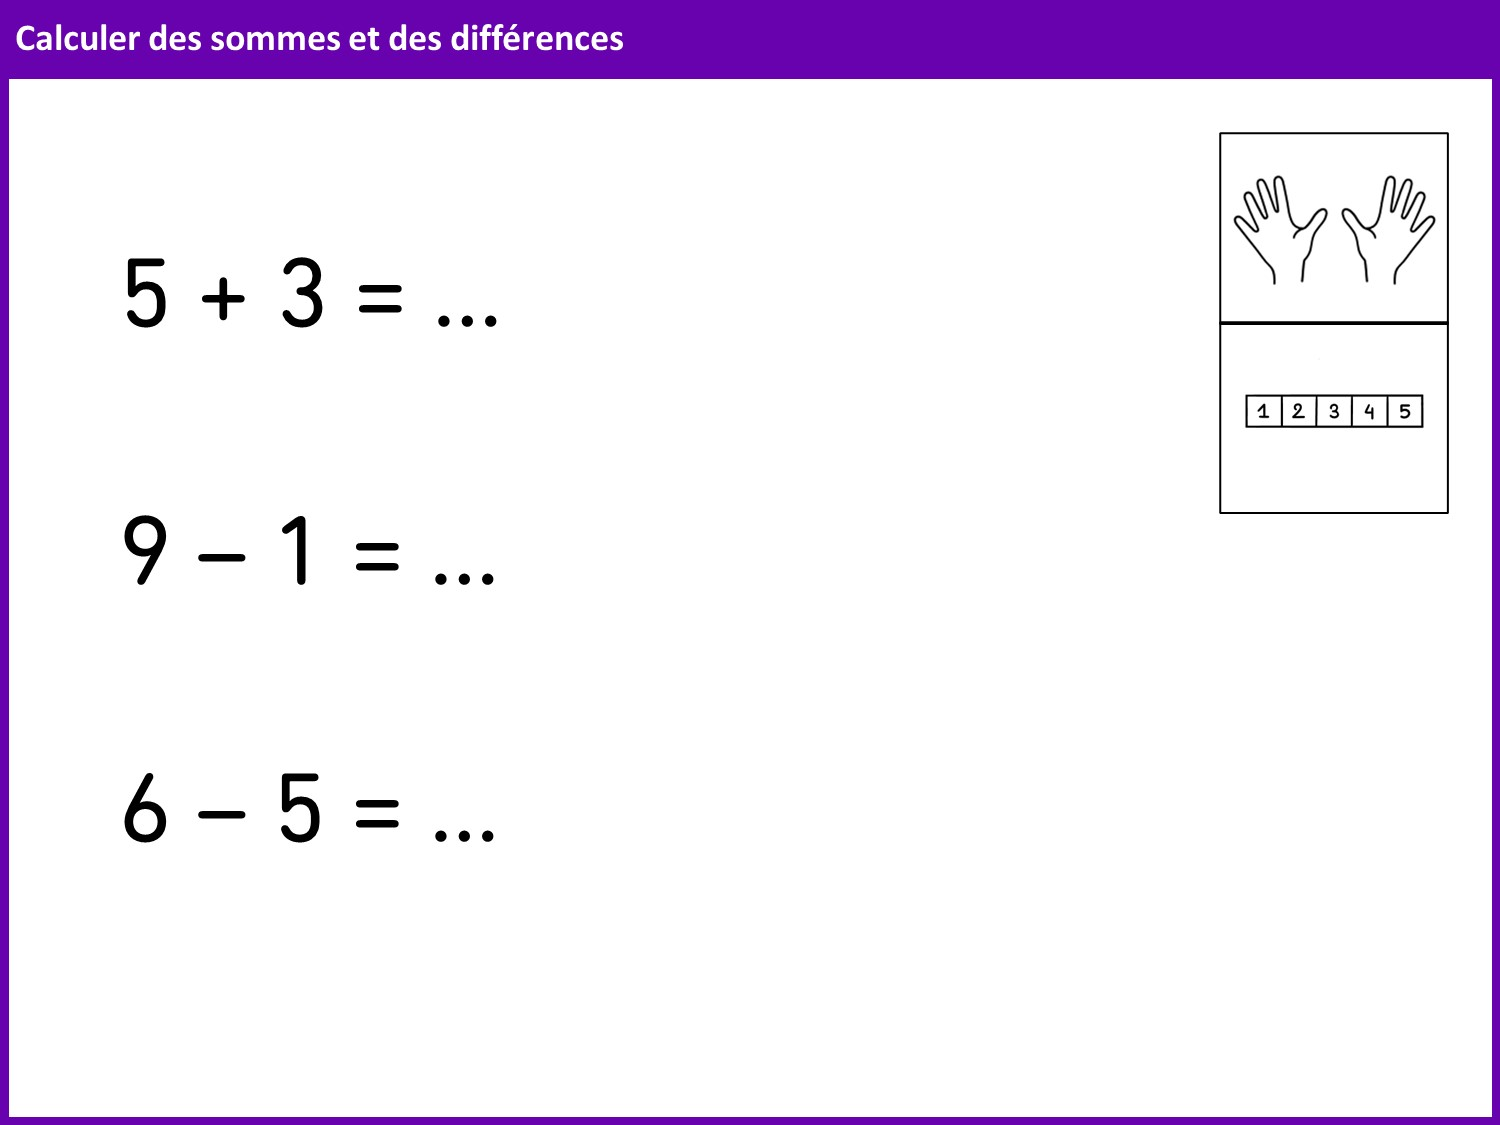 Calculer des sommes et des différences
5 + 3 = ...
9 – 1 = ...
6 – 5 = ...
1 2 3 4 5